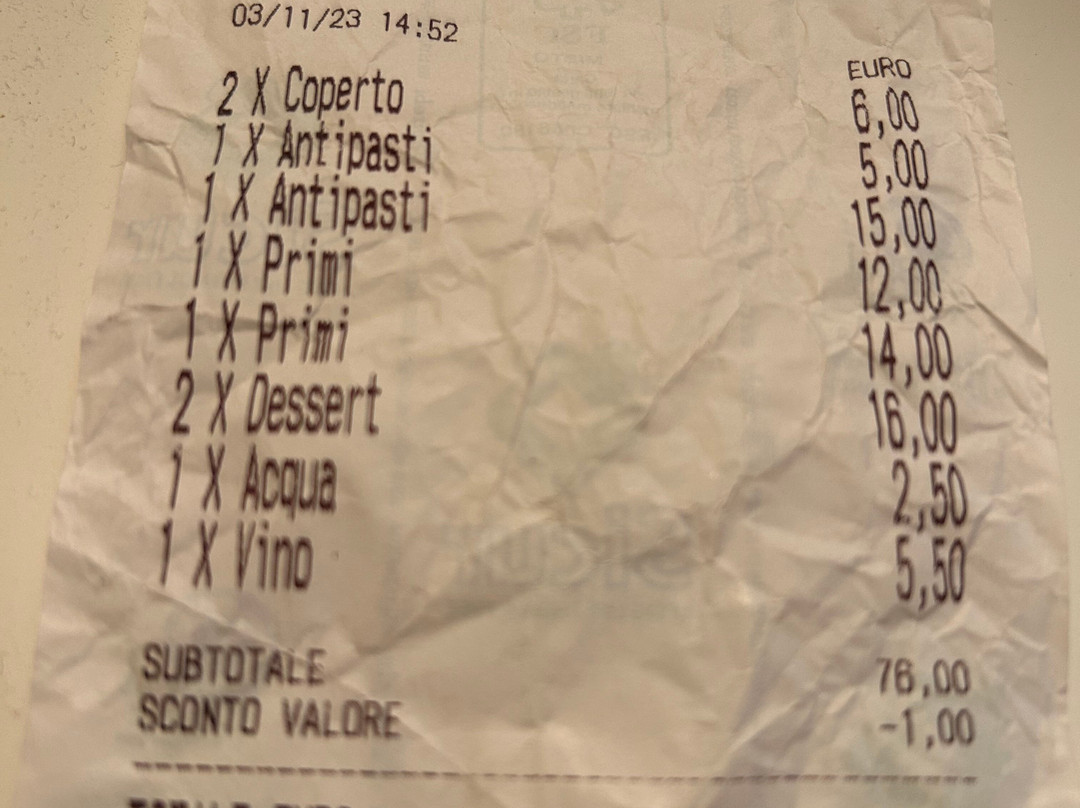 03/11/23 14:52
EURO
2 X Coperto 6,00
1 X Antipasti 5,00
1 X Antipasti 15,00
1 X Primi 12,00
1 X Primi 14,00
2 X Dessert 16,00
1 X Acqua 2,50
1 X Vino 5,50
SUBTOTALE 76,00
SCONTO VALORE -1,00